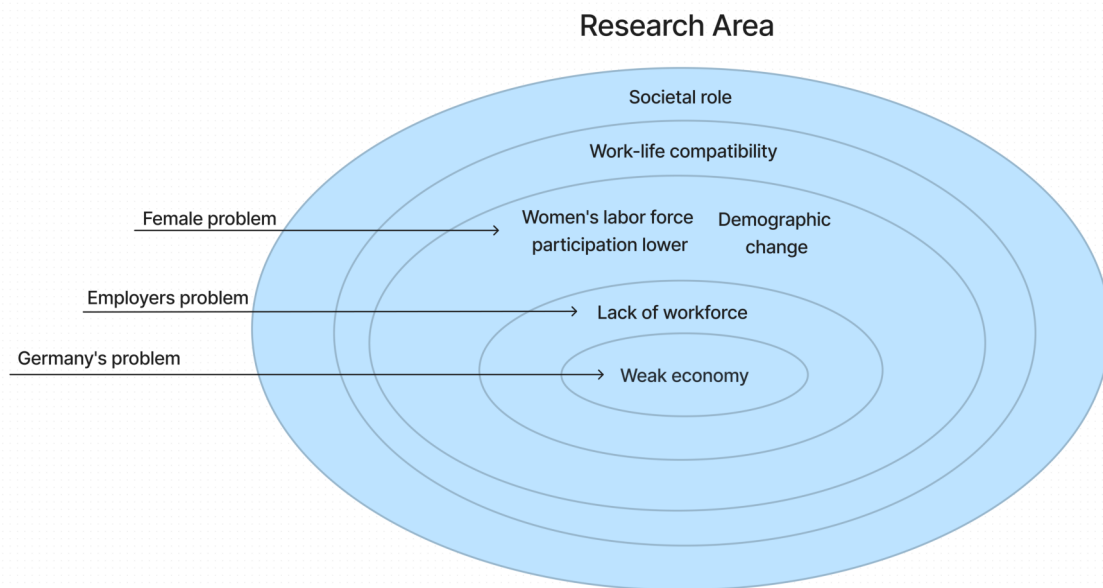 Research Area
Societal role
Work-life compatibility
Female problem
Women's labor force
participation lower
Demographic
change
Employers problem
Lack of workforce
Germany's problem
Weak economy